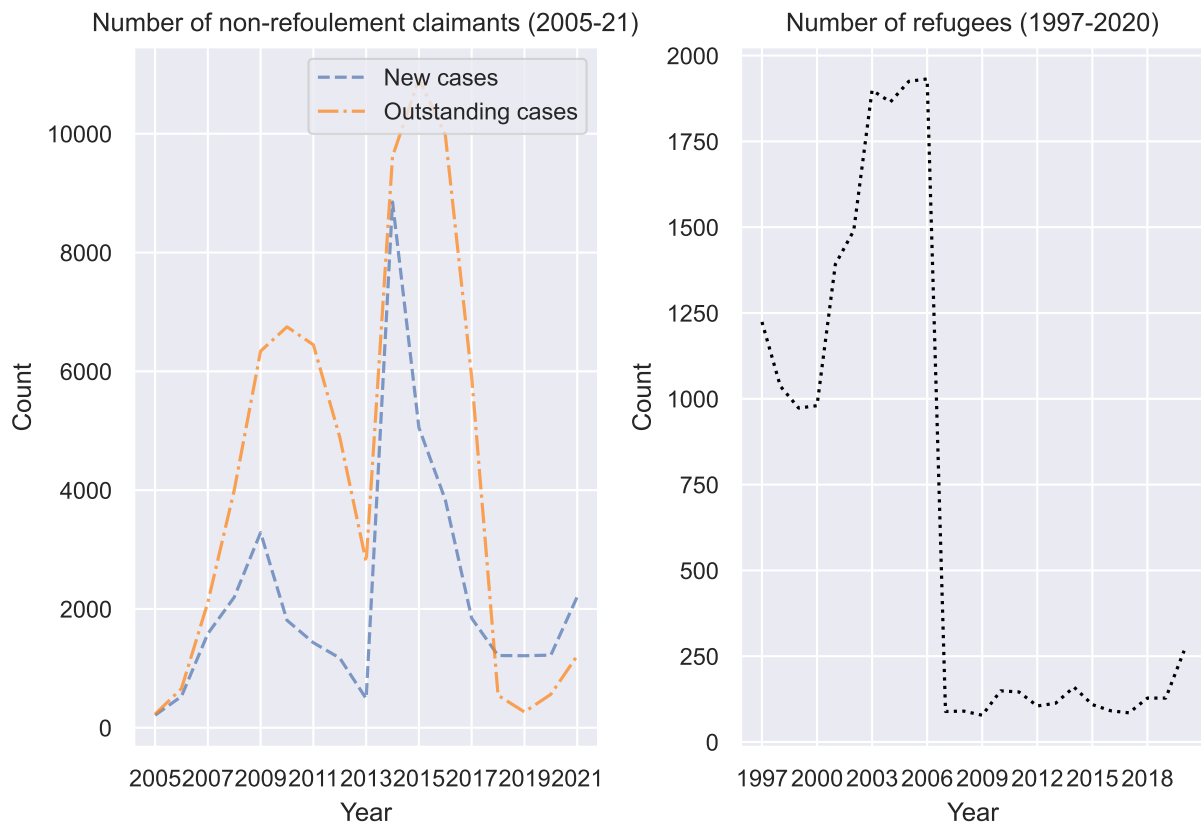 Number of non-refoulement claimants (2005-21)
New cases
Outstanding cases
10000
8000
6000
4000
2000
0
Count
2005 2007 2009 2011 2013 2015 2017 2019 2021
Year
Number of refugees (1997-2020)
2000
1750
1500
1250
1000
750
500
250
0
Count
1997 2000 2003 2006 2009 2012 2015 2018
Year